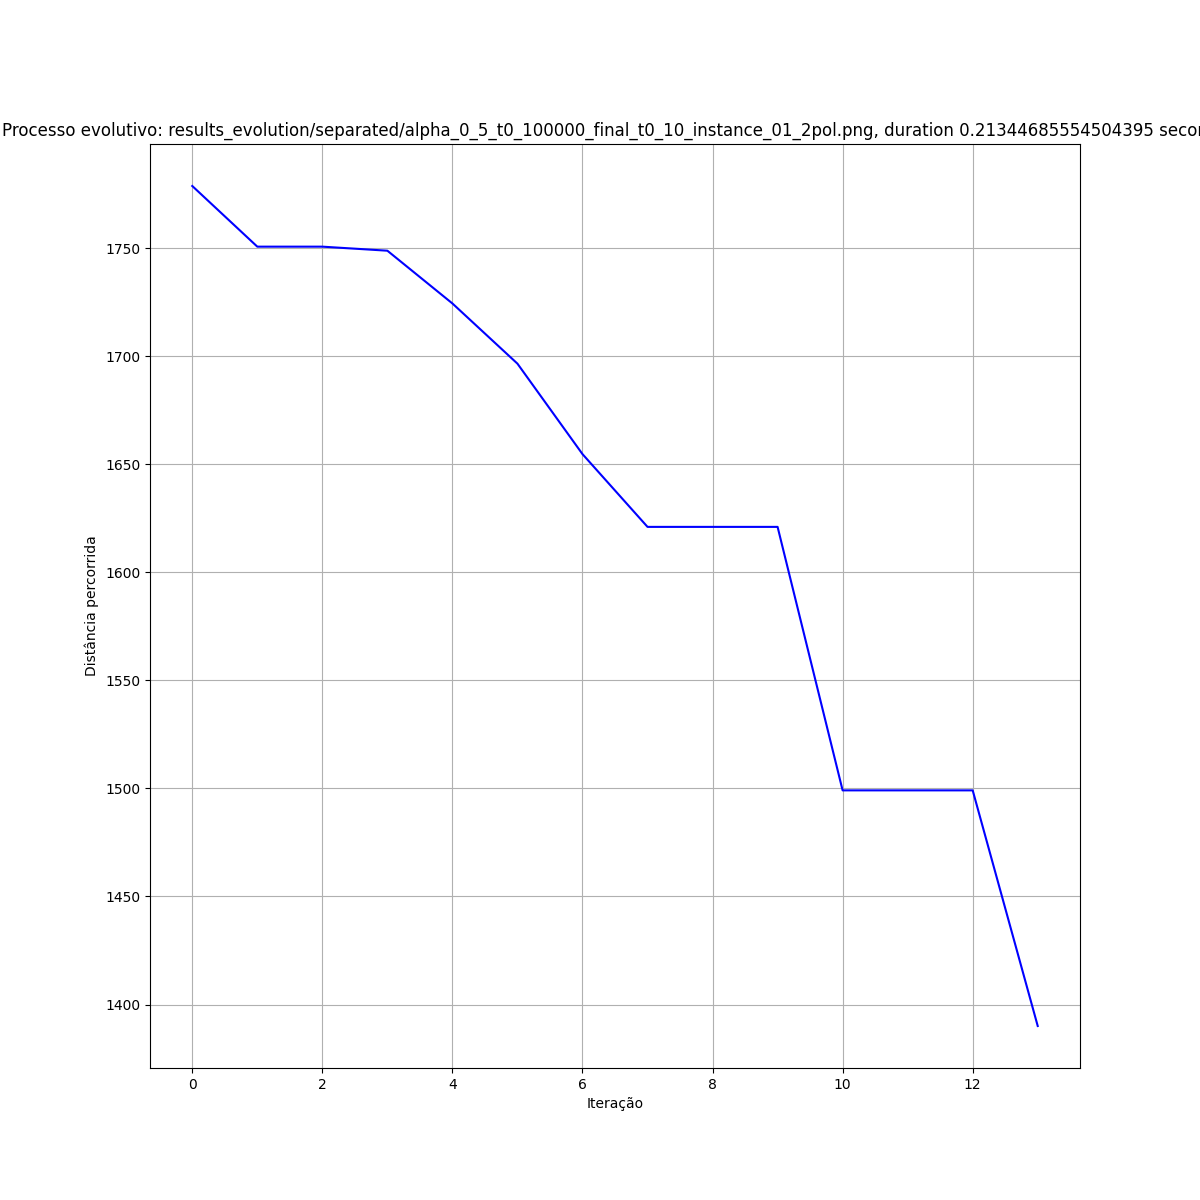 Processo evolutivo: results_evolution/separated/alpha_0_5_t0_100000_final_t0_10_instance_01_2pol.png, duration 0.21344685554504395
Distância percorrida
1750
1700
1650
1600
1550
1500
1450
1400
0 2 4 6 8 10 12
Iteração